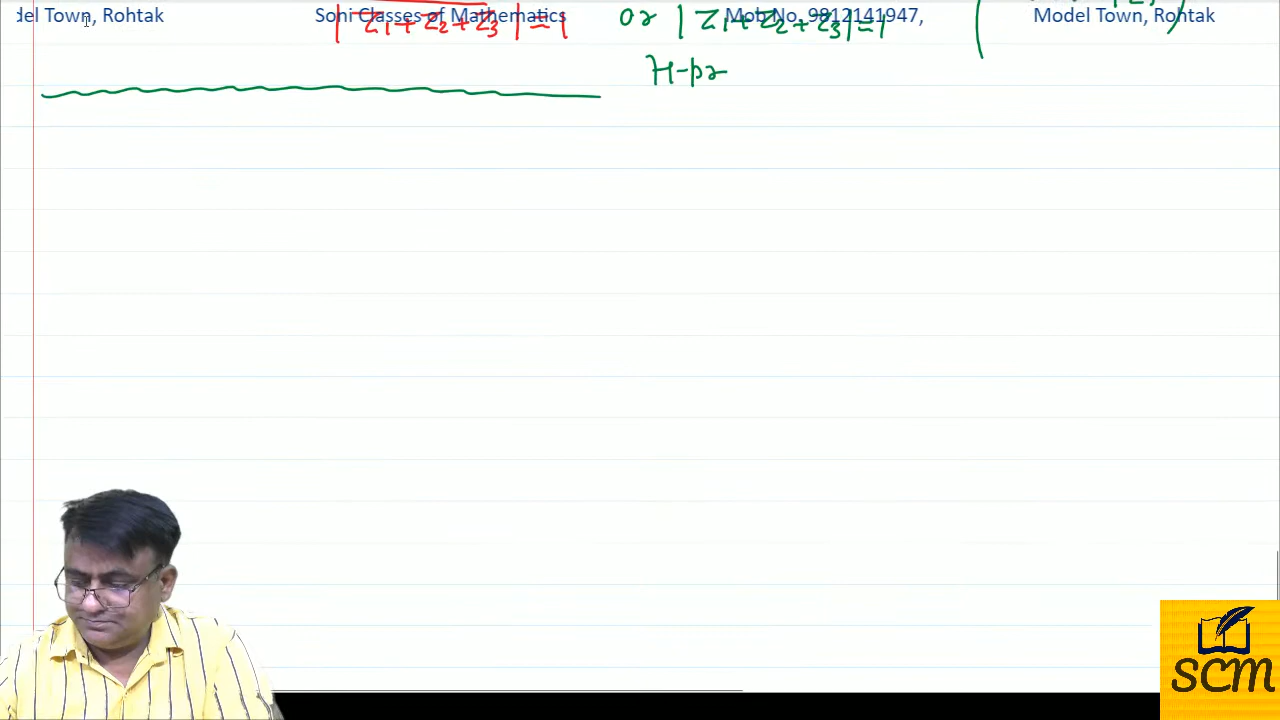 del Town, Rohtak Soni Classes of Mathematics Mob No. 9812141947, Model Town, Rohtak
| Z1 + Z2 + Z3 | = 1 or | Z1 + Z2 + Z3 | = 1
H-pr
SCM